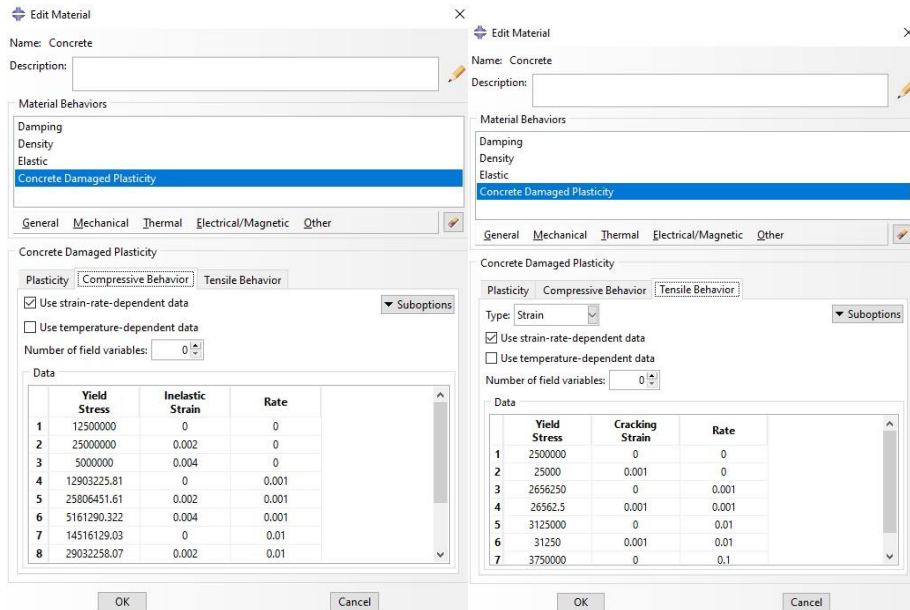 Edit Material
Name: Concrete
Description:
Material Behaviors
Damping
Density
Elastic
Concrete Damaged Plasticity
General Mechanical Thermal Electrical/Magnetic Other
Concrete Damaged Plasticity
Plasticity Compressive Behavior Tensile Behavior
Use strain-rate-dependent data
Suboptions
Use temperature-dependent data
Number of field variables: 0
Data
Yield Stress Inelastic Strain Rate
1 12500000 0 0
2 25000000 0.002 0
3 5000000 0.004 0
4 12903225.81 0 0.001
5 25806451.61 0.002 0.001
6 5161290.322 0.004 0.001
7 14516129.03 0 0.01
8 29032258.07 0.002 0.01
OK Cancel
Edit Material
Name: Concrete
Description:
Material Behaviors
Damping
Density
Elastic
Concrete Damaged Plasticity
General Mechanical Thermal Electrical/Magnetic Other
Concrete Damaged Plasticity
Plasticity Compressive Behavior Tensile Behavior
Type: Strain
Suboptions
Use strain-rate-dependent data
Use temperature-dependent data
Number of field variables: 0
Data
Yield Stress Cracking Strain Rate
1 2500000 0 0
2 25000 0.001 0
3 2656250 0 0.001
4 26562.5 0.001 0.001
5 3125000 0 0.01
6 31250 0.001 0.01
7 3750000 0 0.1
OK Cancel